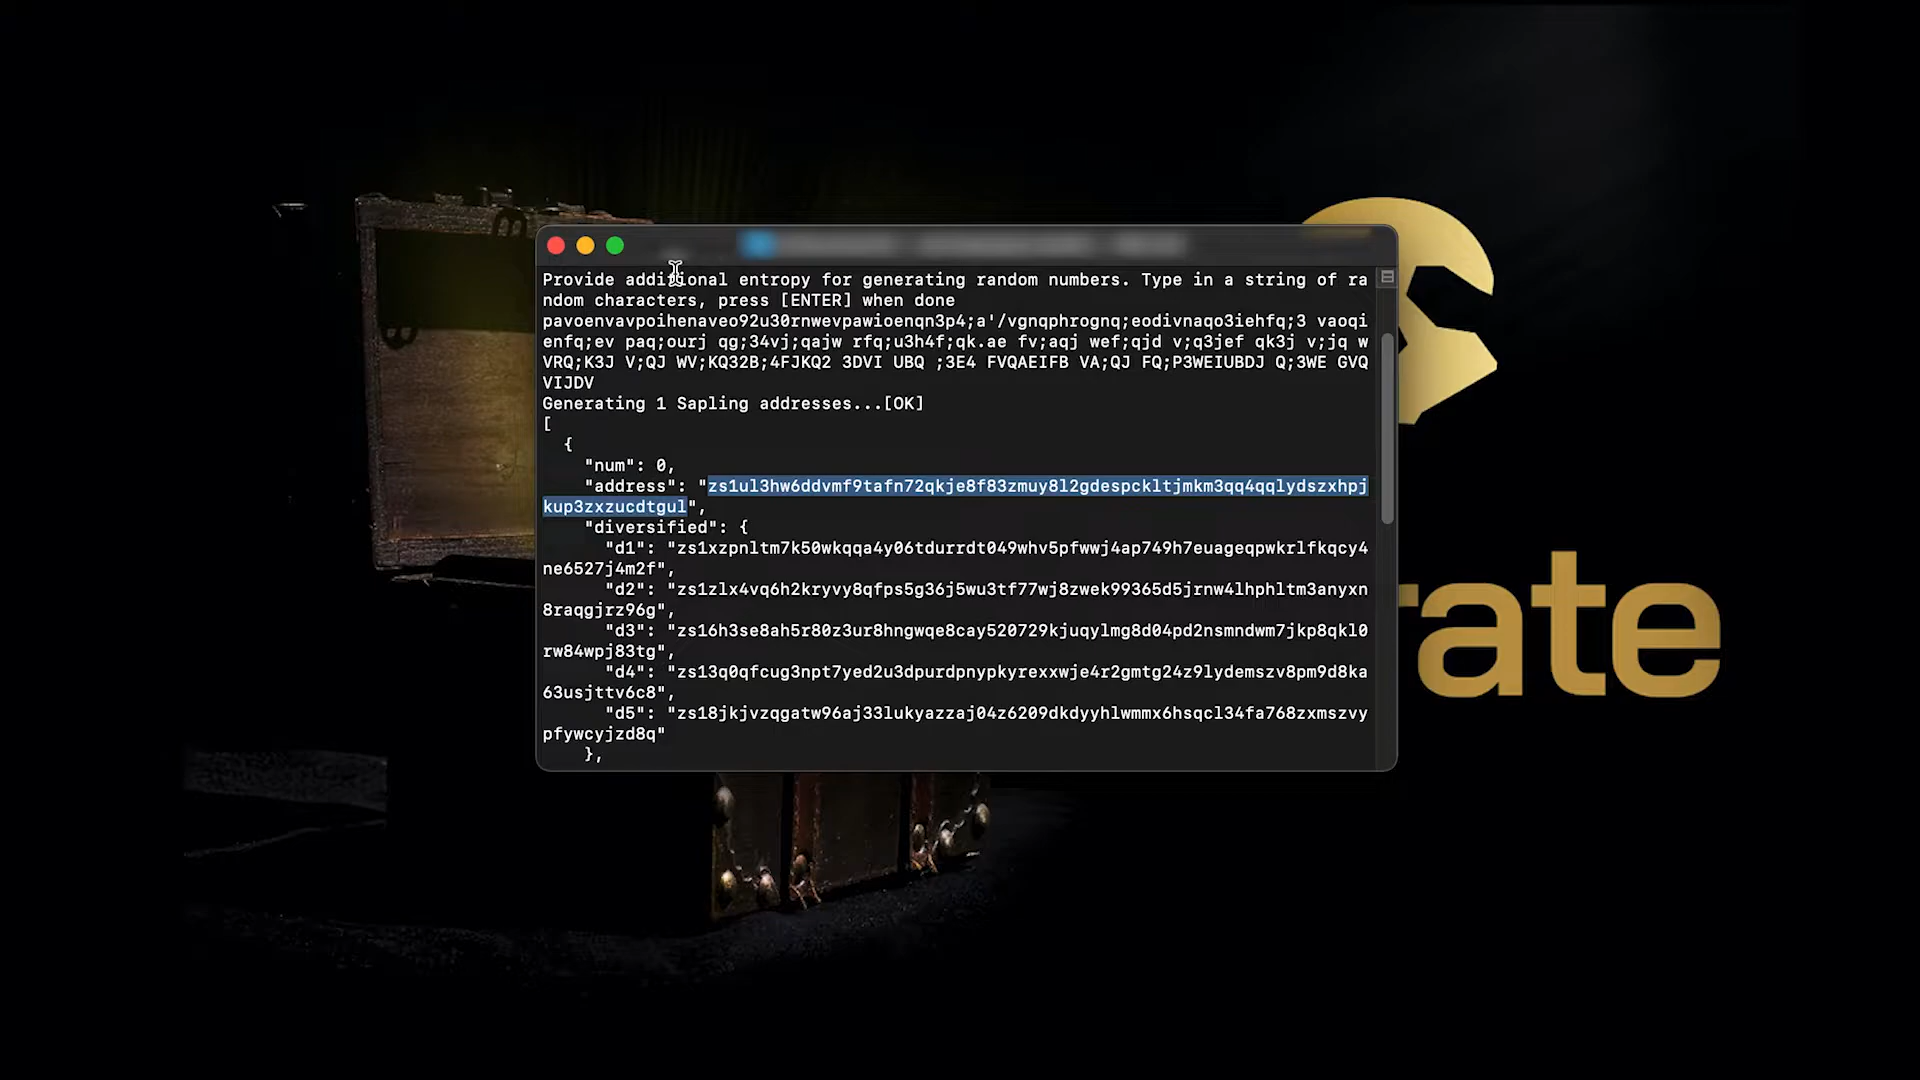 Provide additional entropy for generating random numbers. Type in a string of ra
ndom characters, press [ENTER] when done
pavoenvavpoihenaveo92u30rnwevpawioenqn3p4;a'/vgnqphrognq;eodivnaqo3iehfq;3 vaoqi
enfq;ev paq;ourj qg;34vj;qajw rfq;u3h4f;qk.ae fv;aqj wef;qjd v;q3jef qk3j v;jq w
VRQ;K3J V;QJ WV;KQ32B;4FJKQ2 3DVI UBQ ;3E4 FVQAEIFB VA;QJ FQ;P3WEIUBDJ Q;3WE GVQ
VIJDV
Generating 1 Sapling addresses...[OK]
[
{
"num": 0,
"address": "zs1ul3hw6ddvmf9tafn72qkje8f83zmuy8l2gdespckltjmkm3qq4qqlydszxhpj
kup3zxzucdtgul",
"diversified": {
"d1": "zs1xzpnltm7k50wkqqa4y06tdurrdt049whv5pfwwj4ap749h7euageqpwkrlfkqcy4
ne6527j4m2f",
"d2": "zs1zlx4vq6h2kryvy8qfps5g36j5wu3tf77wj8zwek99365d5jrnw4lhphltm3anyxn
8raqgjrz96g",
"d3": "zs16h3se8ah5r80z3ur8hngwqe8cay520729kjuqylmg8d04pd2nsmndwm7jkp8qkl0
rw84wpj83tg",
"d4": "zs13q0qfcug3npt7yed2u3dpurdpnypkyrexxwje4r2gmtg24z9lydemszv8pm9d8ka
63usjttv6c8",
"d5": "zs18jkjvzqgatw96aj33lukyazzaj04z6209dkdyyhlwmmx6hsqcl34fa768zxmszvy
pfywcyjzd8q"
},
rate